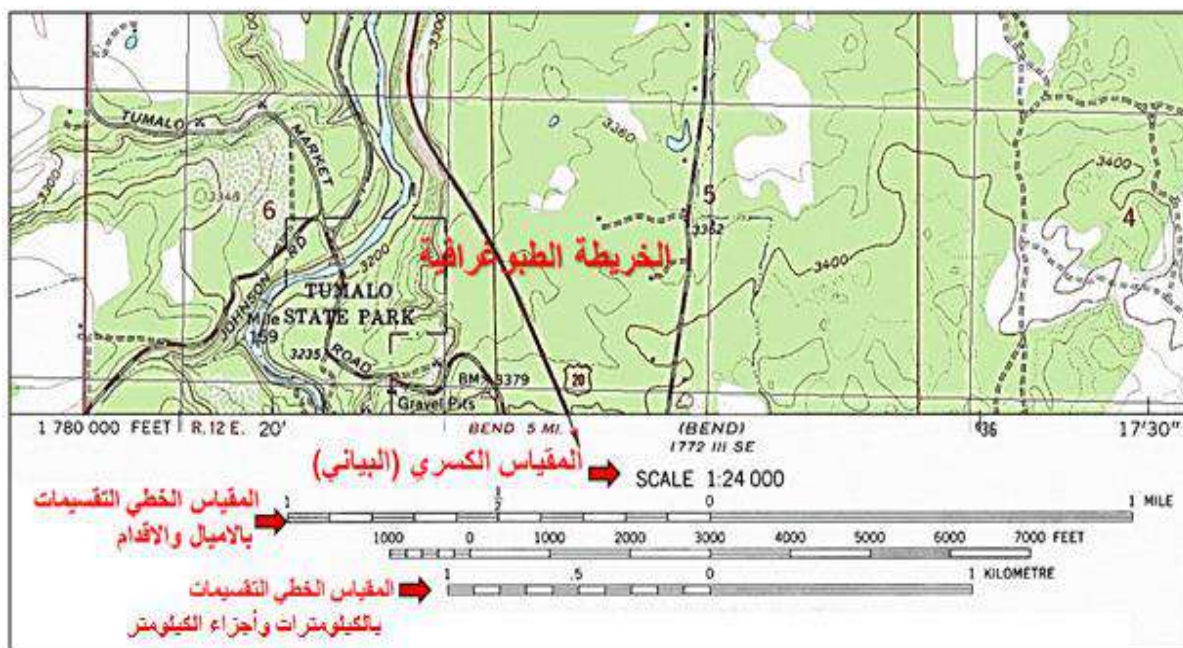 3300
TUMALO
MARKET
3300
3360
3400
3348
6
5
4
3362
JOHNSON RD
3200
الخريطة الطبوغرافية
3400
TUMALO
STATE PARK
Mile
159
3235
ROAD
BM
3379
20
Gravel Pits
1 780 000 FEET R. 12 E. 20'
BEND 5 MI.
(BEND)
1772 III SE
36
17'30"
المقياس الكسري (البياني)
SCALE 1:24 000
المقياس الخطي التقسيمات
بالاميال والاقدام
1 1/2 0 1 MILE
1000 0 1000 2000 3000 4000 5000 6000 7000 FEET
المقياس الخطي التقسيمات
بالكيلومترات وأجزاء الكيلومتر
1 .5 0 1 KILOMETRE